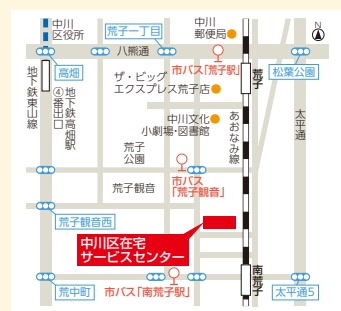 中川
区役所
荒子一丁目
中川
郵便局
N
八熊通
高畑
市バス「荒子駅」
荒子
松葉公園
ザ・ビッグ
エクスプレス荒子店
地下鉄東山線
地下鉄高畑駅
④番出口
中川文化
小劇場・図書館
あおなみ線
太平通
荒子
公園
荒子観音
市バス
「荒子観音」
荒子観音西
中川区在宅
サービスセンター
南荒子
荒中町
市バス「南荒子駅」
太平通5